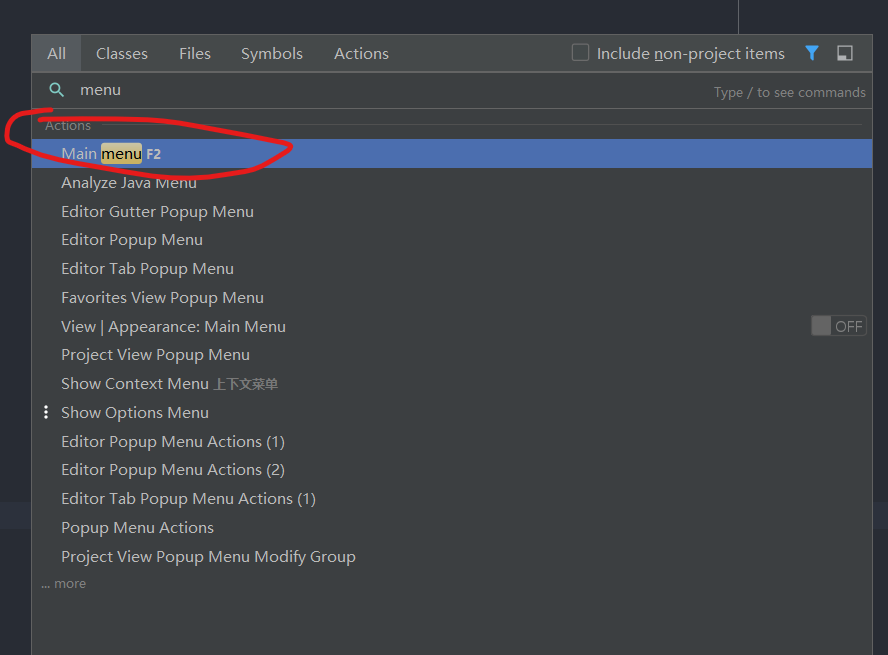 All Classes Files Symbols Actions Include non-project items
menu Type / to see commands
Actions
Main menu F2
Analyze Java Menu
Editor Gutter Popup Menu
Editor Popup Menu
Editor Tab Popup Menu
Favorites View Popup Menu
View | Appearance: Main Menu OFF
Project View Popup Menu
Show Context Menu 上下文菜单
Show Options Menu
Editor Popup Menu Actions (1)
Editor Popup Menu Actions (2)
Editor Tab Popup Menu Actions (1)
Popup Menu Actions
Project View Popup Menu Modify Group
... more